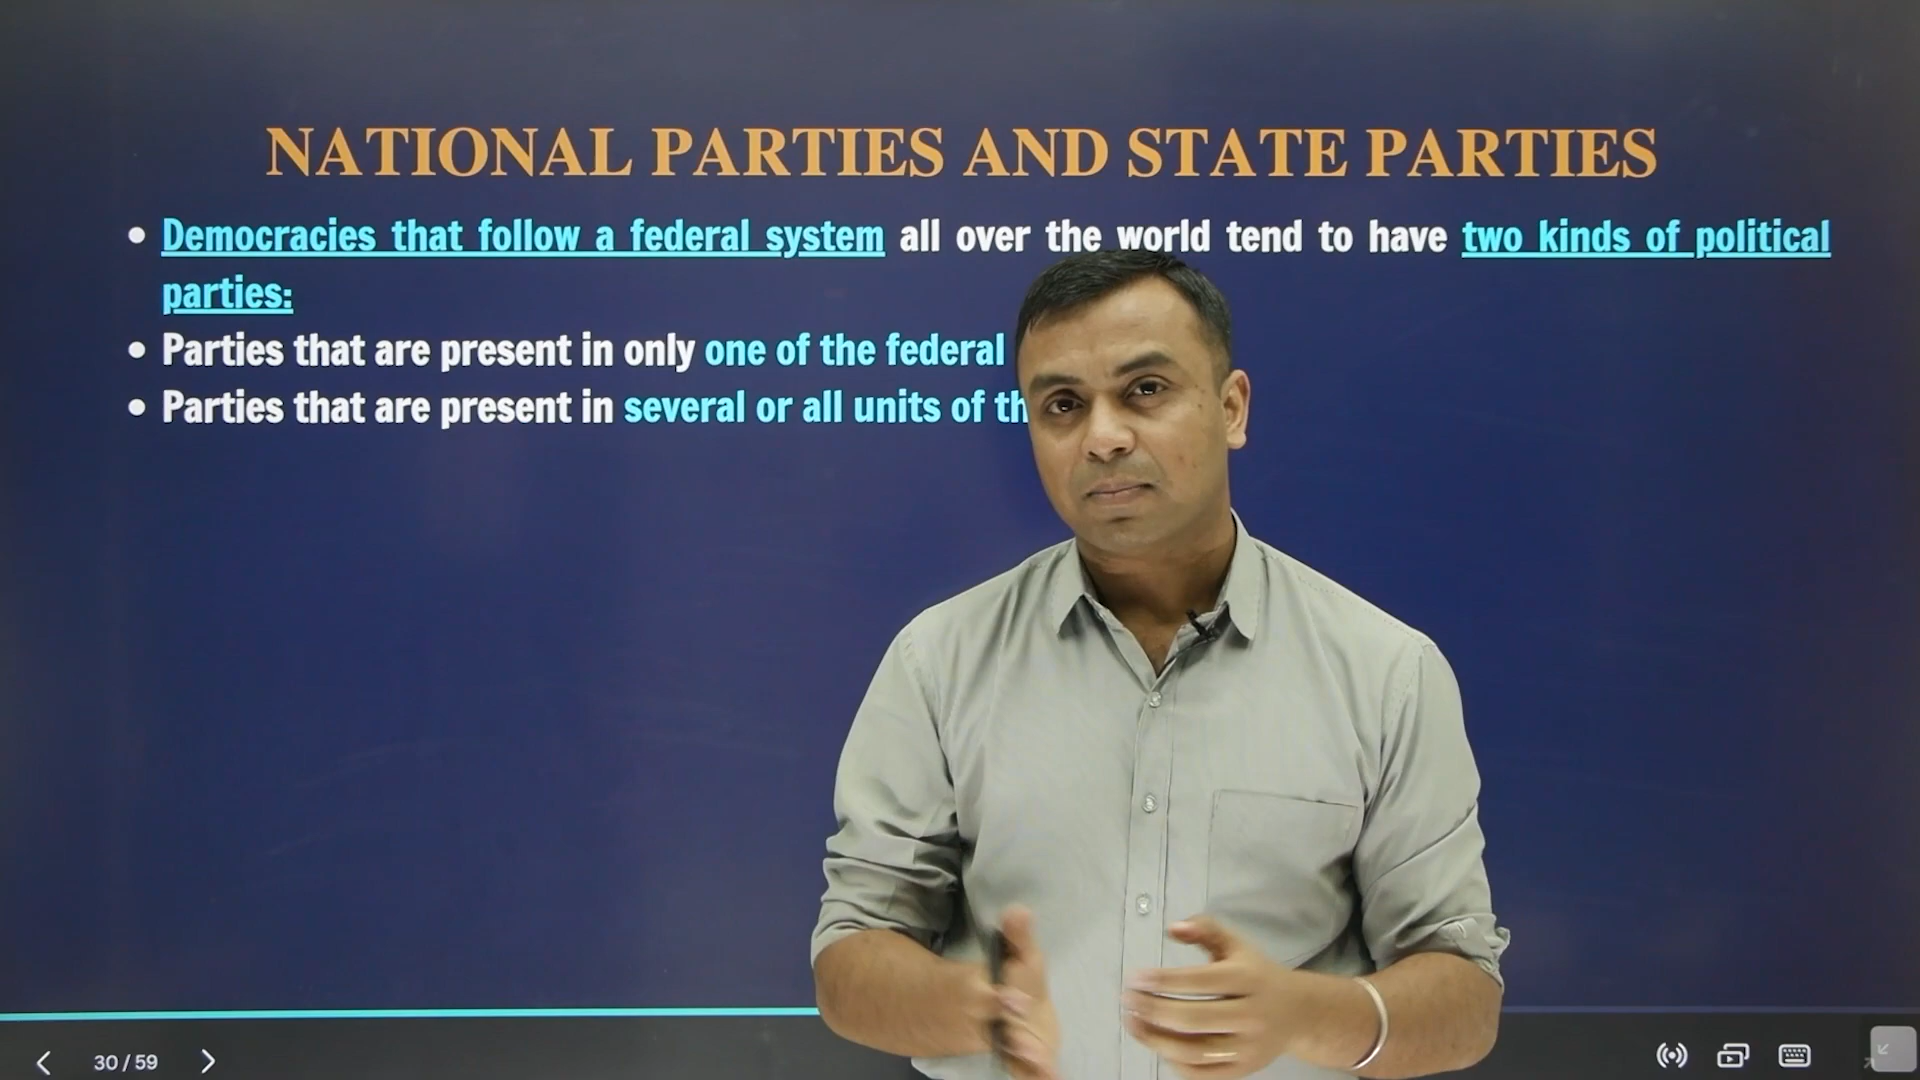 NATIONAL PARTIES AND STATE PARTIES
• Democracies that follow a federal system all over the world tend to have two kinds of political
parties:
• Parties that are present in only one of the federal
• Parties that are present in several or all units of
30 / 59